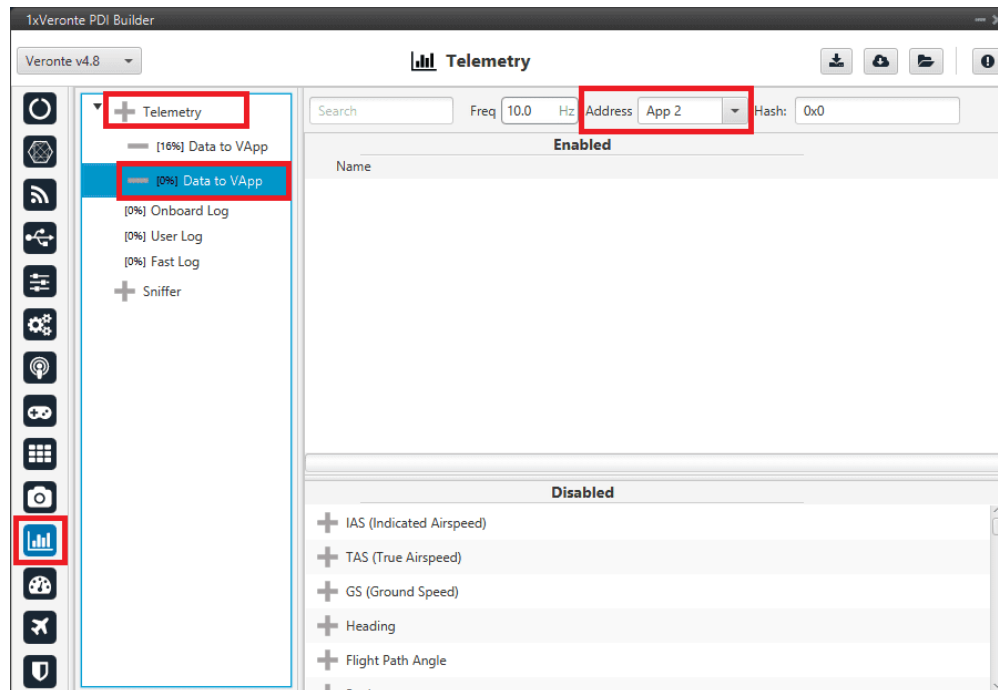 1xVeronte PDI Builder
Veronte v4.8
Telemetry
Telemetry
[16%] Data to VApp
[0%] Data to VApp
[0%] Onboard Log
[0%] User Log
[0%] Fast Log
Sniffer
Search Freq 10.0 Hz Address App 2 Hash: 0x0
Enabled
Name
Disabled
IAS (Indicated Airspeed)
TAS (True Airspeed)
GS (Ground Speed)
Heading
Flight Path Angle